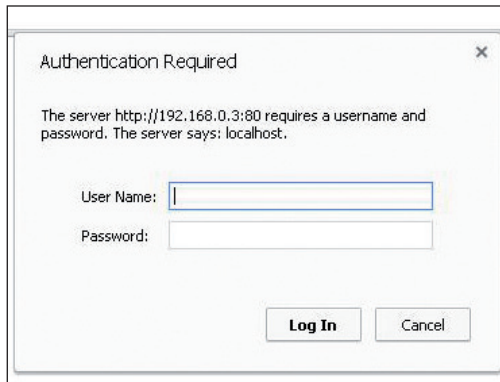 Authentication Required
The server http://192.168.0.3:80 requires a username and
password. The server says: localhost.
User Name:
Password:
Log In
Cancel